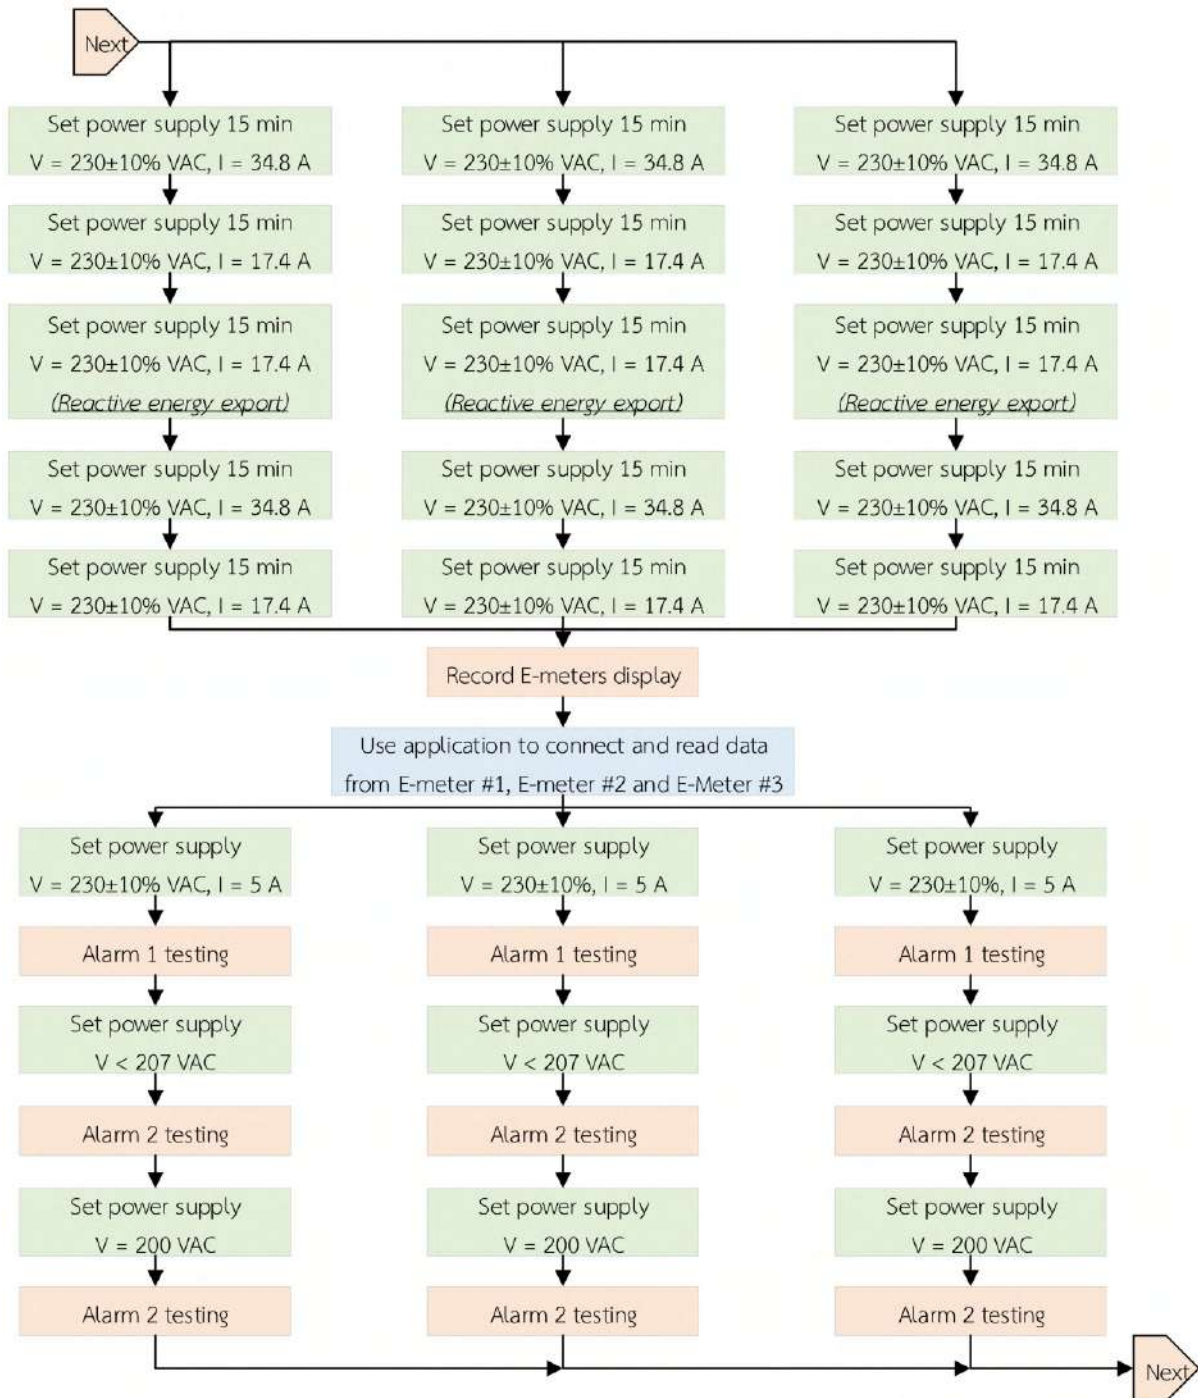 Next
Set power supply 15 min
V = 230±10% VAC, I = 34.8 A
Set power supply 15 min
V = 230±10% VAC, I = 34.8 A
Set power supply 15 min
V = 230±10% VAC, I = 34.8 A
Set power supply 15 min
V = 230±10% VAC, I = 17.4 A
Set power supply 15 min
V = 230±10% VAC, I = 17.4 A
Set power supply 15 min
V = 230±10% VAC, I = 17.4 A
Set power supply 15 min
V = 230±10% VAC, I = 17.4 A
(Reactive energy export)
Set power supply 15 min
V = 230±10% VAC, I = 17.4 A
(Reactive energy export)
Set power supply 15 min
V = 230±10% VAC, I = 17.4 A
(Reactive energy export)
Set power supply 15 min
V = 230±10% VAC, I = 34.8 A
Set power supply 15 min
V = 230±10% VAC, I = 34.8 A
Set power supply 15 min
V = 230±10% VAC, I = 34.8 A
Set power supply 15 min
V = 230±10% VAC, I = 17.4 A
Set power supply 15 min
V = 230±10% VAC, I = 17.4 A
Set power supply 15 min
V = 230±10% VAC, I = 17.4 A
Record E-meters display
Use application to connect and read data
from E-meter #1, E-meter #2 and E-Meter #3
Set power supply
V = 230±10% VAC, I = 5 A
Set power supply
V = 230±10%, I = 5 A
Set power supply
V = 230±10%, I = 5 A
Alarm 1 testing
Alarm 1 testing
Alarm 1 testing
Set power supply
V < 207 VAC
Set power supply
V < 207 VAC
Set power supply
V < 207 VAC
Alarm 2 testing
Alarm 2 testing
Alarm 2 testing
Set power supply
V = 200 VAC
Set power supply
V = 200 VAC
Set power supply
V = 200 VAC
Alarm 2 testing
Alarm 2 testing
Alarm 2 testing
Next